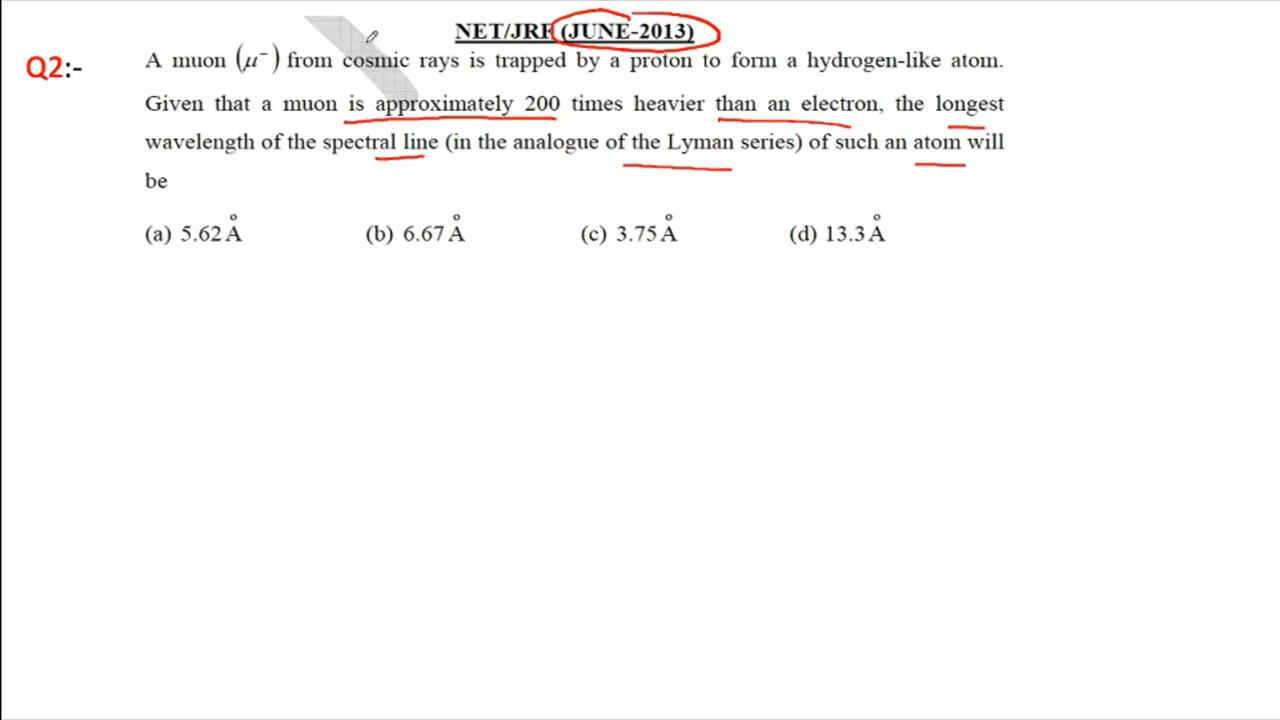 NET/JRF (JUNE-2013)
Q2:- A muon (μ⁻) from cosmic rays is trapped by a proton to form a hydrogen-like atom.
Given that a muon is approximately 200 times heavier than an electron, the longest
wavelength of the spectral line (in the analogue of the Lyman series) of such an atom will
be
(a) 5.62 Å (b) 6.67 Å (c) 3.75 Å (d) 13.3 Å